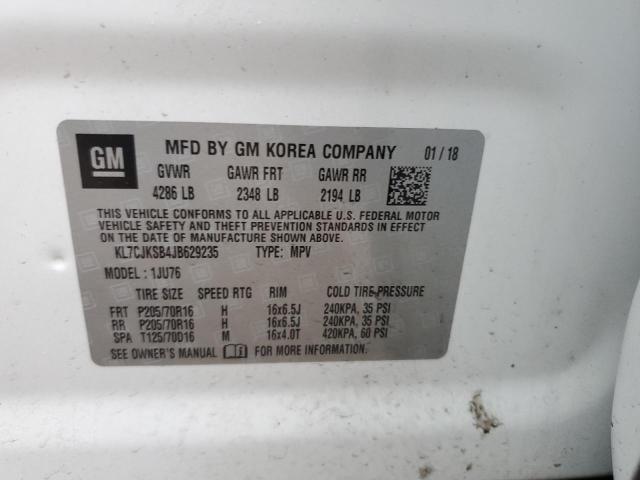 GM MFD BY GM KOREA COMPANY 01 / 18
GVWR GAWR FRT GAWR RR
4286 LB 2348 LB 2194 LB
THIS VEHICLE CONFORMS TO ALL APPLICABLE U.S. FEDERAL MOTOR
VEHICLE SAFETY AND THEFT PREVENTION STANDARDS IN EFFECT ON
THE DATE OF MANUFACTURE SHOWN ABOVE.
KL7CJKSB4JB629235 TYPE: MPV
MODEL : 1JU76
TIRE SIZE SPEED RTG RIM COLD TIRE PRESSURE
FRT P205/70R16 H 16x6.5J 240KPA, 35 PSI
RR P205/70R16 H 16x6.5J 240KPA, 35 PSI
SPA T125/70D16 M 16x4.0T 420KPA, 60 PSI
SEE OWNER'S MANUAL FOR MORE INFORMATION.